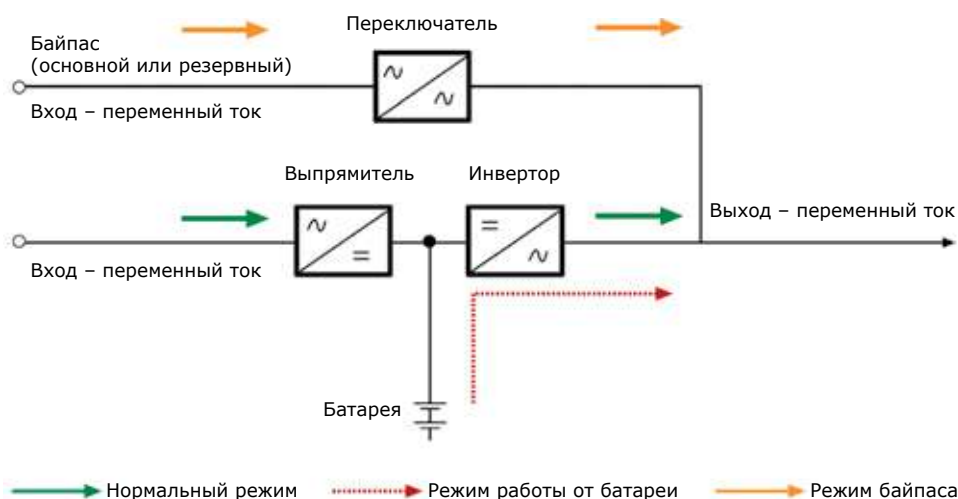 Переключатель
Байпас
(основной или резервный)
Вход – переменный ток
Выпрямитель
Инвертор
Выход – переменный ток
Вход – переменный ток
Батарея
Нормальный режим
Режим работы от батареи
Режим байпаса